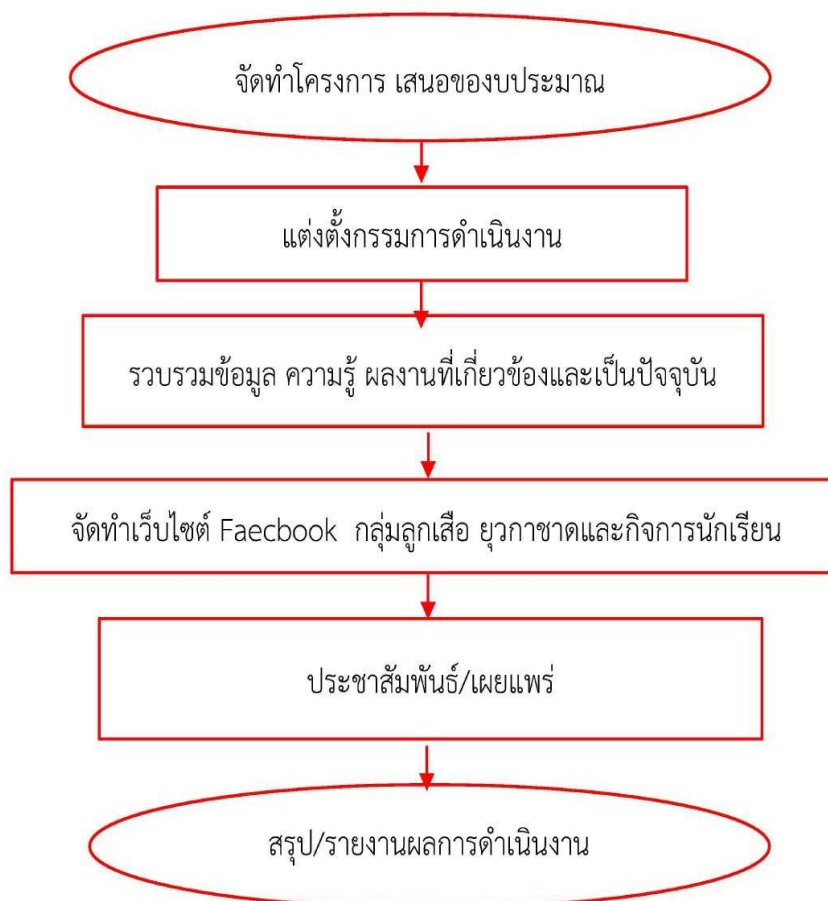 จัดทำโครงการ เสนอของบประมาณ
แต่งตั้งกรรมการดำเนินงาน
รวบรวมข้อมูล ความรู้ ผลงานที่เกี่ยวข้องและเป็นปัจจุบัน
จัดทำเว็บไซต์ Faecbook กลุ่มลูกเสือ ยุวกาชาดและกิจการนักเรียน
ประชาสัมพันธ์/เผยแพร่
สรุป/รายงานผลการดำเนินงาน